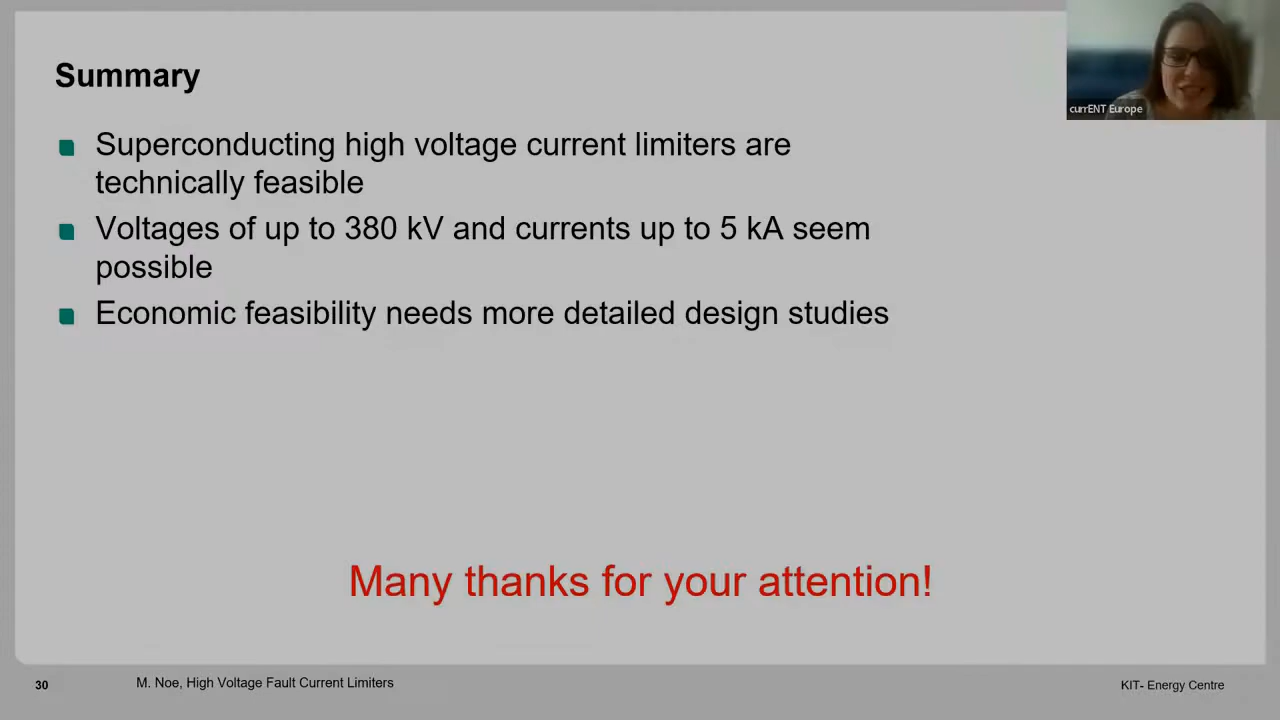 Summary
Superconducting high voltage current limiters are
technically feasible
Voltages of up to 380 kV and currents up to 5 kA seem
possible
Economic feasibility needs more detailed design studies
Many thanks for your attention!
30
M. Noe, High Voltage Fault Current Limiters
KIT- Energy Centre
currENT Europe